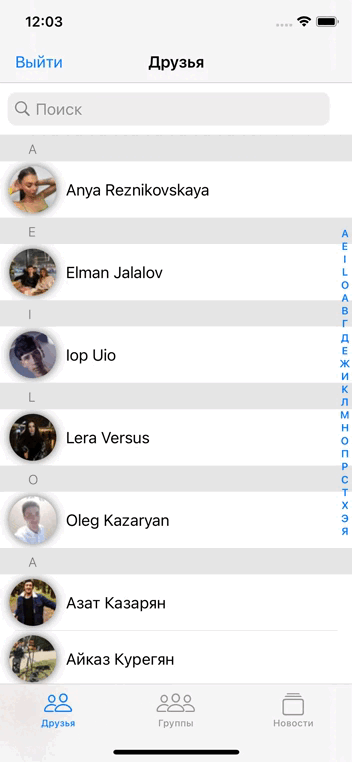 12:03
Выйти
Друзья
Поиск
A
Anya Reznikovskaya
E
Elman Jalalov
I
Iop Uio
L
Lera Versus
O
Oleg Kazaryan
А
Азат Казарян
Айказ Курегян
A
E
I
L
O
А
В
Г
Д
Е
Ж
И
К
Л
М
Н
О
П
Р
С
Т
Х
Э
Я
Друзья
Группы
Новости